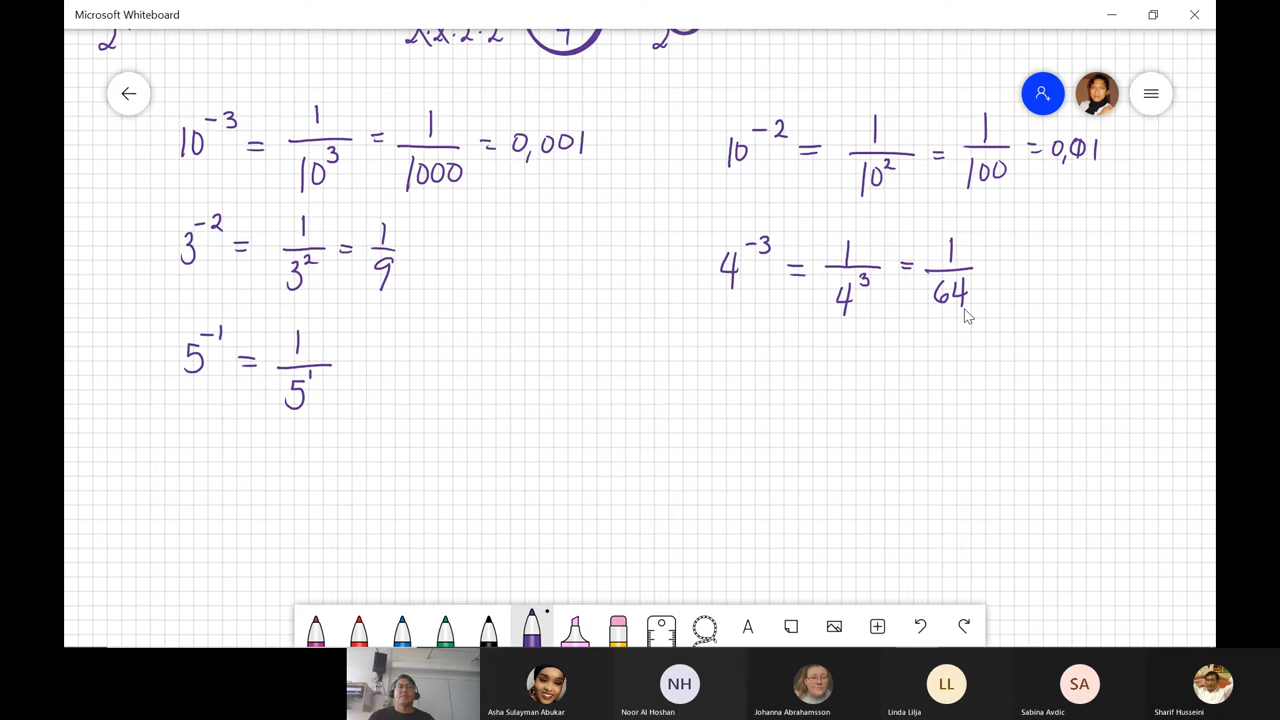 Microsoft Whiteboard
10^-3 = 1/10^3 = 1/1000 = 0,001
10^-2 = 1/10^2 = 1/100 = 0,01
3^-2 = 1/3^2 = 1/9
4^-3 = 1/4^3 = 1/64
5^-1 = 1/5^1
A
NH
LL
SA
Asha Sulayman Abukar
Noor Al Hoshan
Johanna Abrahamsson
Linda Lilja
Sabina Avdic
Sharif Husseini